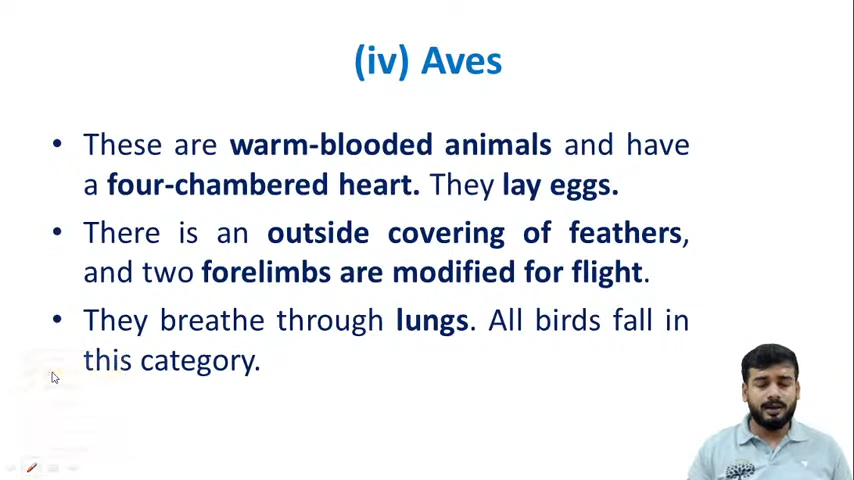 (iv) Aves
• These are warm-blooded animals and have
a four-chambered heart. They lay eggs.
• There is an outside covering of feathers,
and two forelimbs are modified for flight.
• They breathe through lungs. All birds fall in
this category.